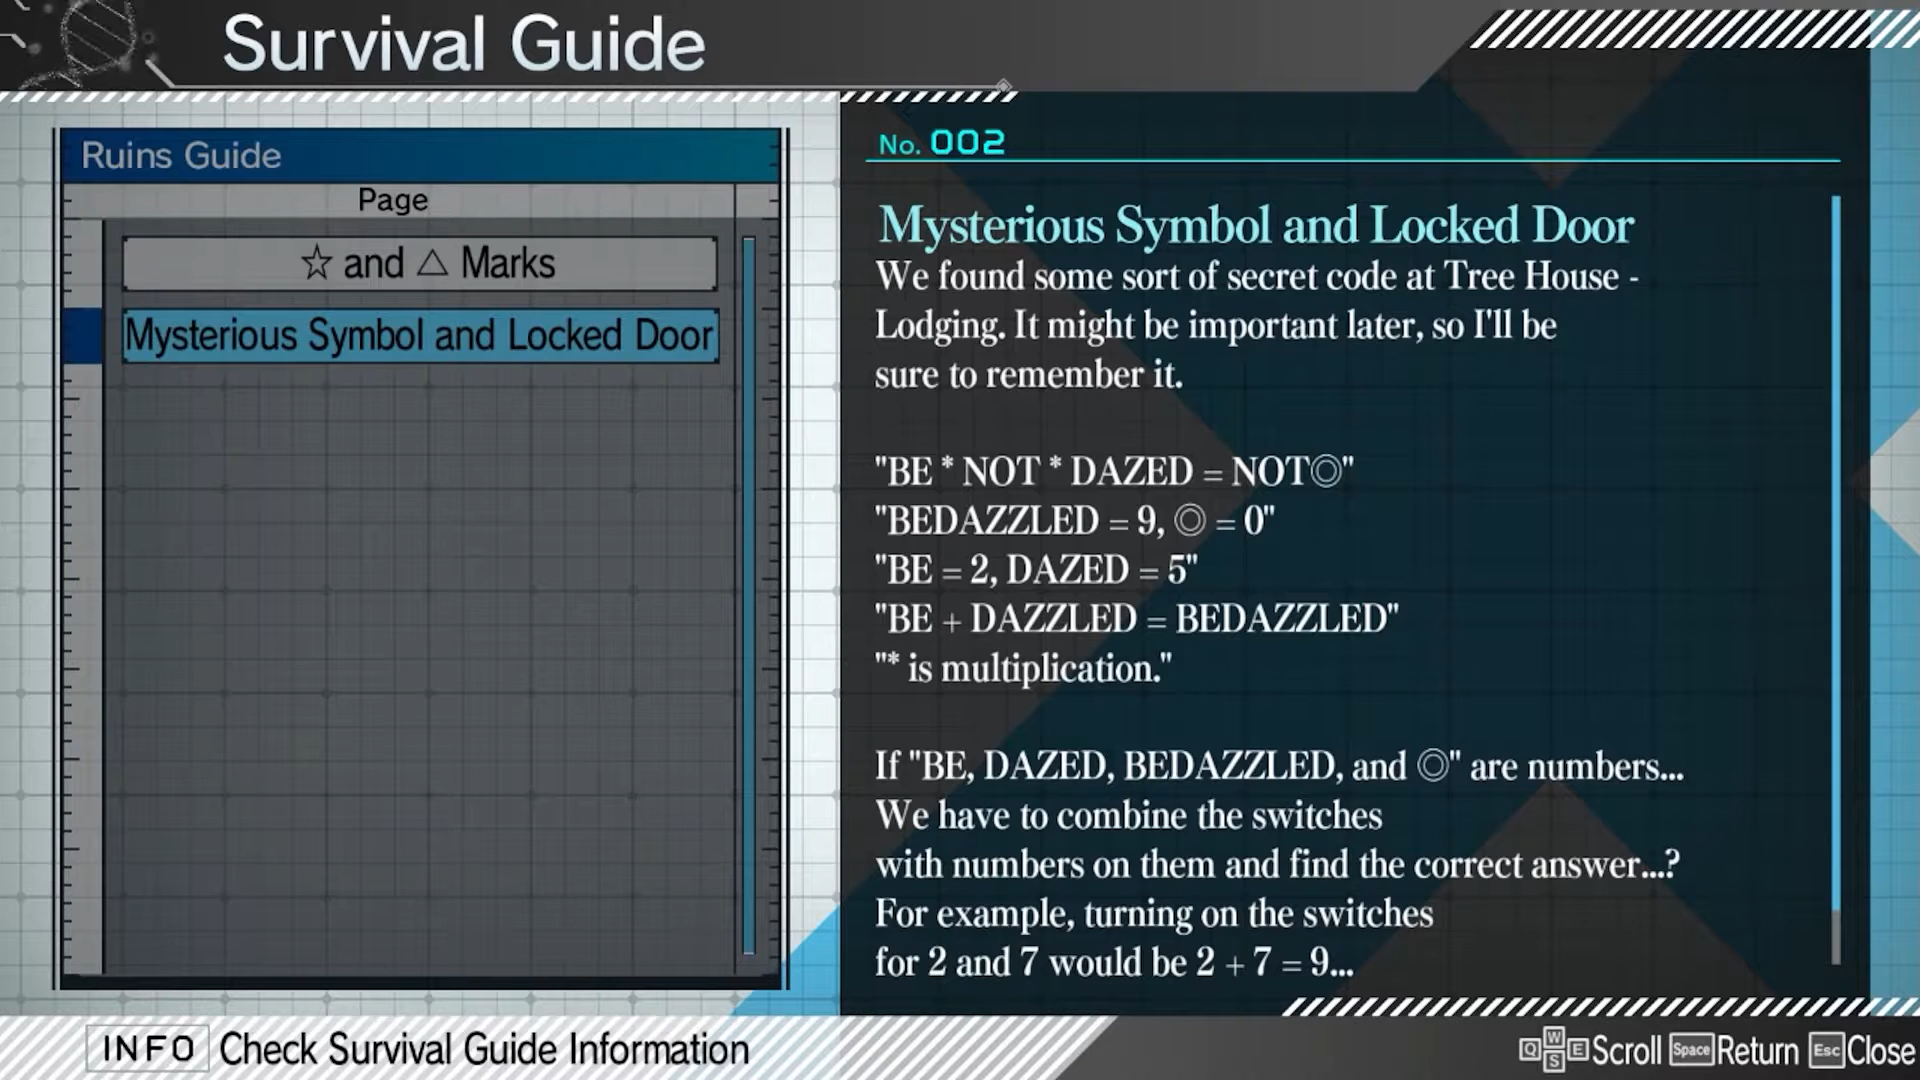 Survival Guide
Ruins Guide
Page
☆ and △ Marks
Mysterious Symbol and Locked Door
No. 002
Mysterious Symbol and Locked Door
We found some sort of secret code at Tree House -
Lodging. It might be important later, so I'll be
sure to remember it.
"BE * NOT * DAZED = NOT◎"
"BEDAZZLED = 9, ◎ = 0"
"BE = 2, DAZED = 5"
"BE + DAZZLED = BEDAZZLED"
"* is multiplication."
If "BE, DAZED, BEDAZZLED, and ◎" are numbers...
We have to combine the switches
with numbers on them and find the correct answer...?
For example, turning on the switches
for 2 and 7 would be 2 + 7 = 9...
INFO Check Survival Guide Information
Q W S E Scroll Space Return Esc Close